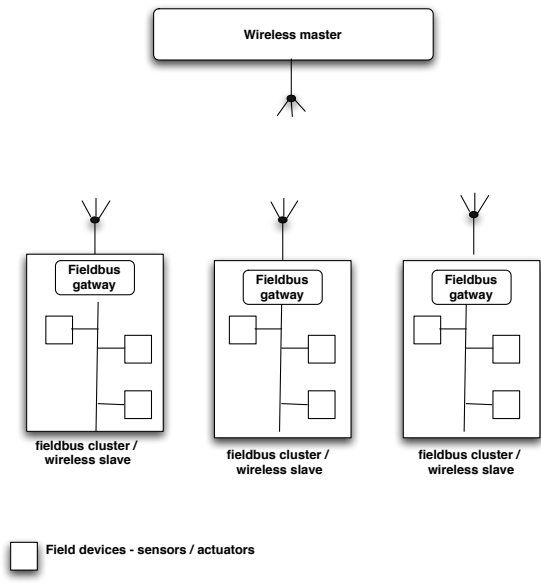 Wireless master
Fieldbus
gatway
Fieldbus
gatway
Fieldbus
gatway
fieldbus cluster /
wireless slave
fieldbus cluster /
wireless slave
fieldbus cluster /
wireless slave
Field devices - sensors / actuators